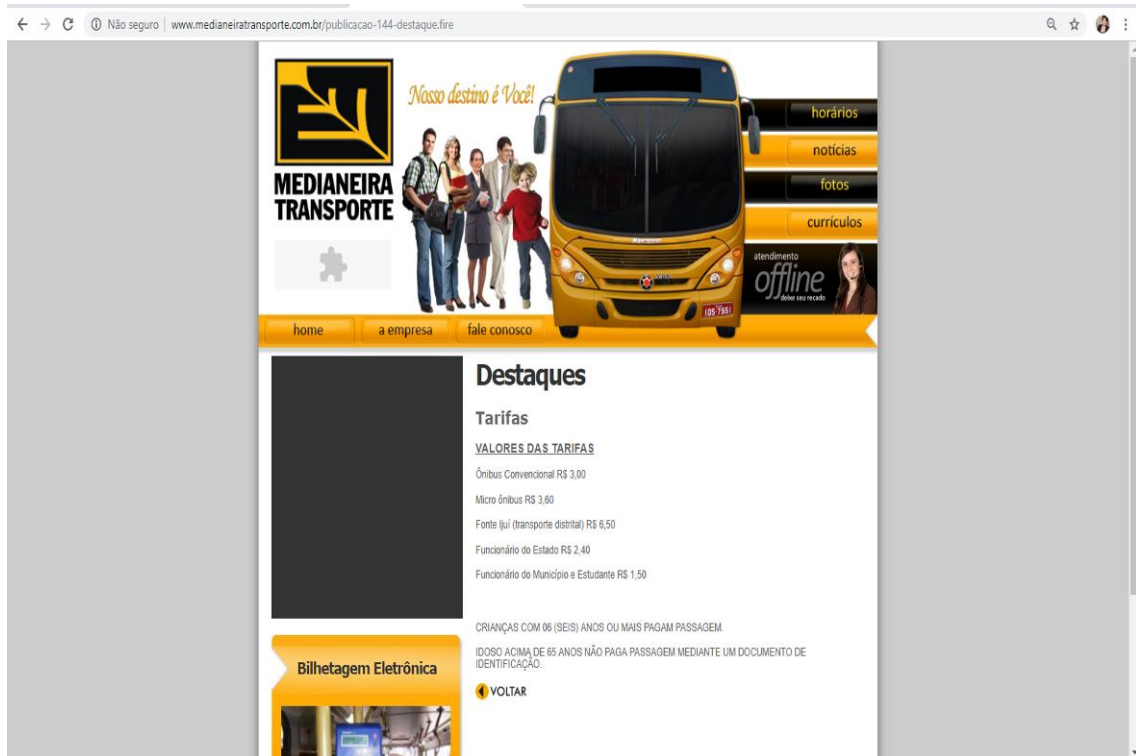 Não seguro | www.medianeiratransporte.com.br/publicacao-144-destaque.fire
MEDIANEIRA
TRANSPORTE
Nosso destino é Você!
horários
notícias
fotos
currículos
atendimento
offline
deixe seu recado
home
a empresa
fale conosco
Destaques
Tarifas
VALORES DAS TARIFAS
Ônibus Convencional R$ 3,00
Micro ônibus R$ 3,60
Fonte Ijuí (transporte distrital) R$ 6,50
Funcionário do Estado R$ 2,40
Funcionário do Município e Estudante R$ 1,50
CRIANÇAS COM 06 (SEIS) ANOS OU MAIS PAGAM PASSAGEM.
IDOSO ACIMA DE 65 ANOS NÃO PAGA PASSAGEM MEDIANTE UM DOCUMENTO DE
IDENTIFICAÇÃO.
VOLTAR
Bilhetagem Eletrônica